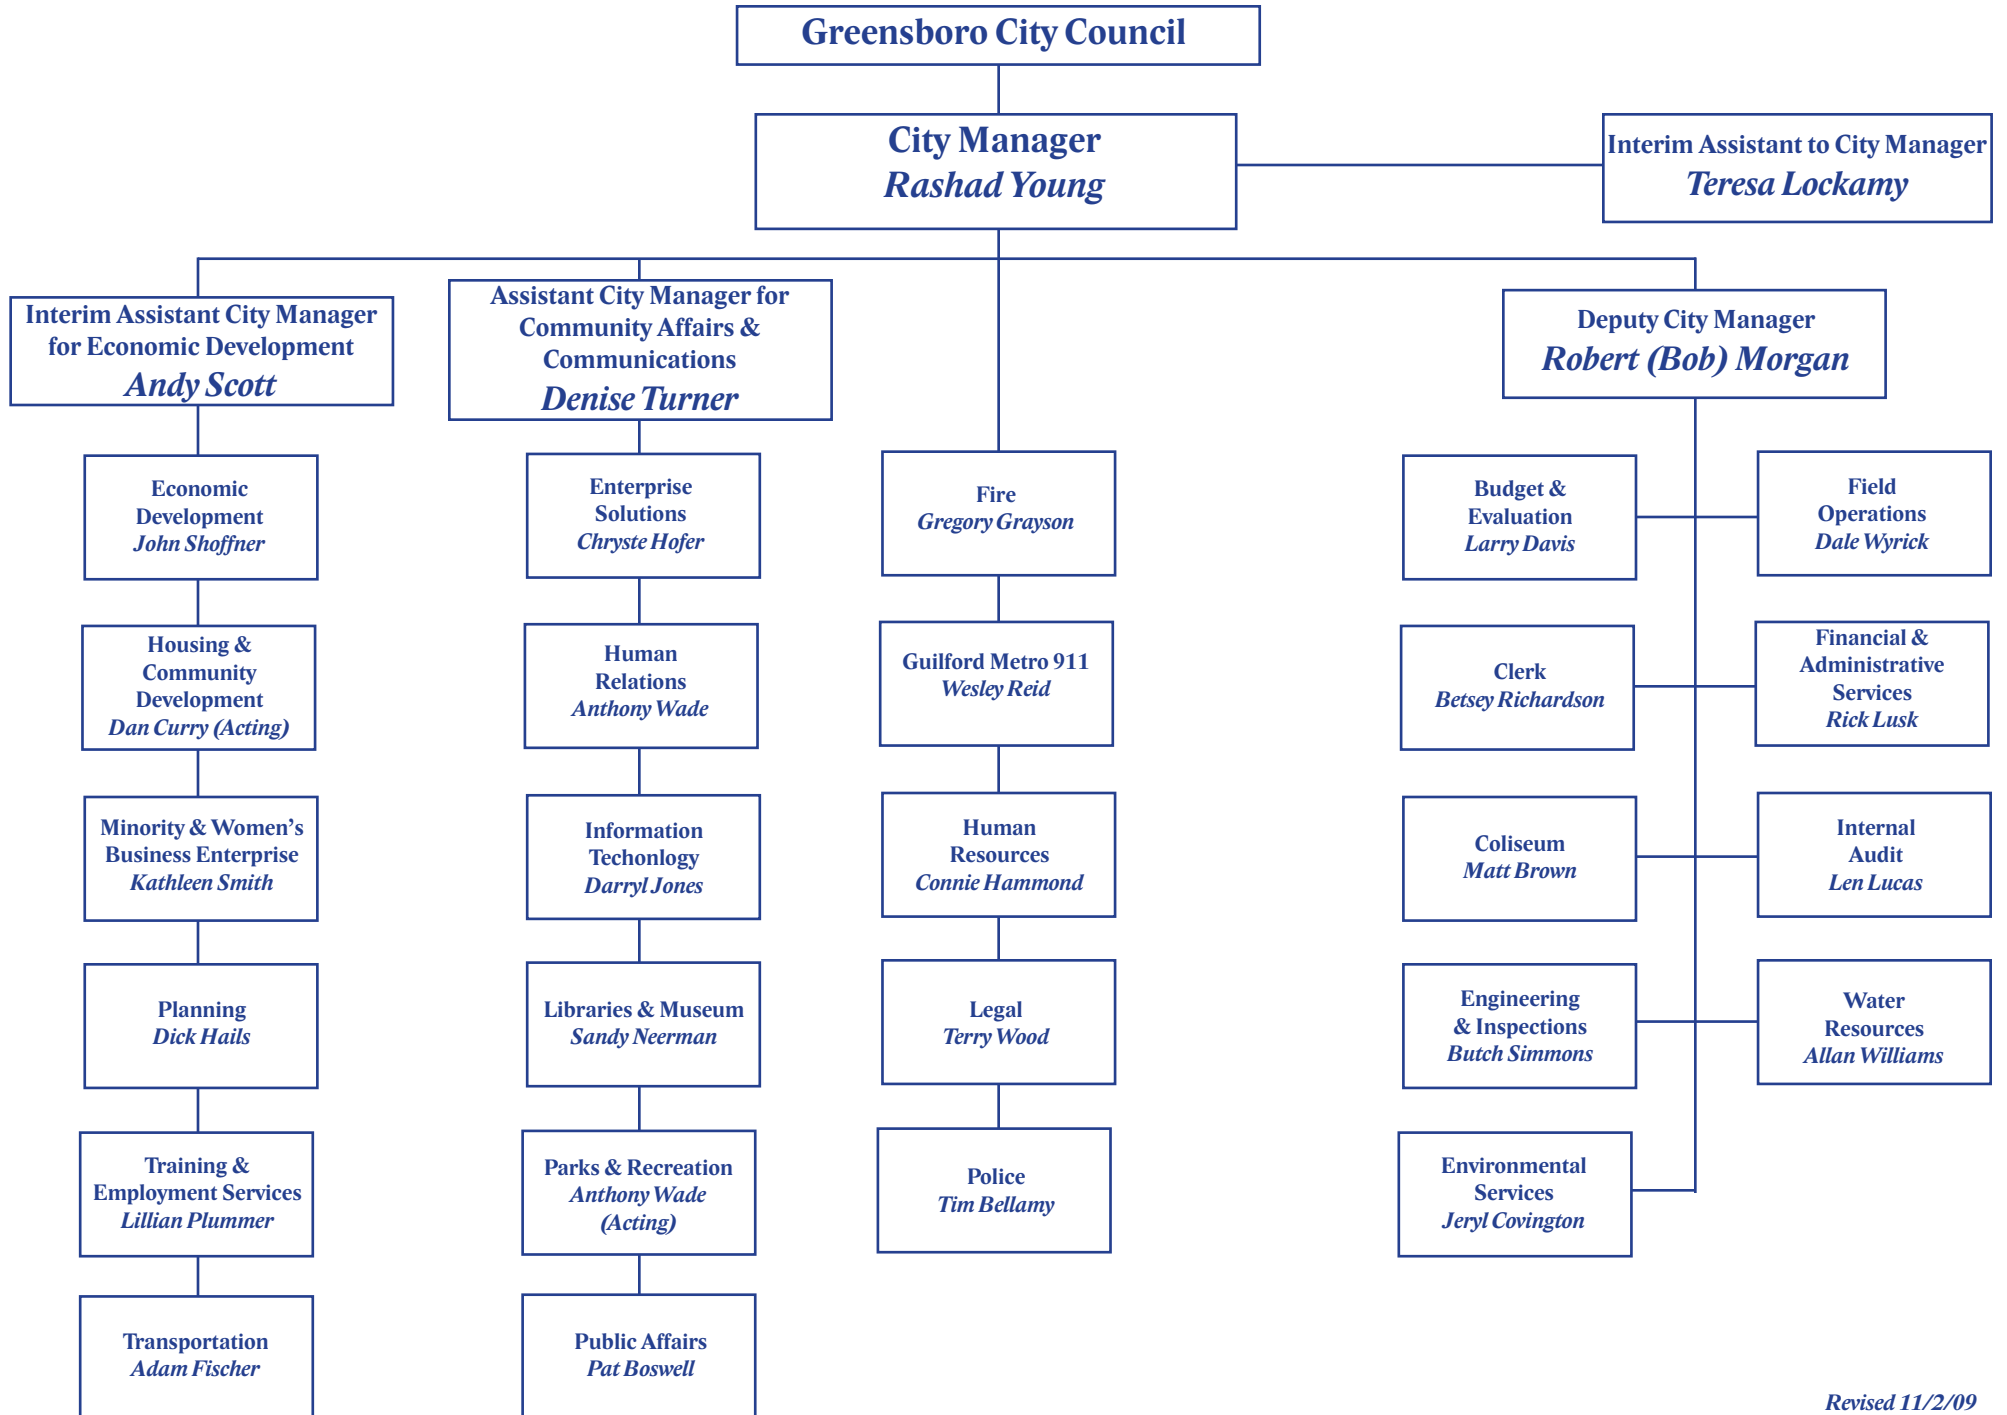 Greensboro City Council
City Manager
Rashad Young
Interim Assistant to City Manager
Teresa Lockamy
Interim Assistant City Manager
for Economic Development
Andy Scott
Assistant City Manager for
Community Affairs &
Communications
Denise Turner
Deputy City Manager
Robert (Bob) Morgan
Economic
Development
John Shoffner
Housing &
Community
Development
Dan Curry (Acting)
Minority & Women’s
Business Enterprise
Kathleen Smith
Planning
Dick Hails
Training &
Employment Services
Lillian Plummer
Transportation
Adam Fischer
Enterprise
Solutions
Chryste Hofer
Human
Relations
Anthony Wade
Information
Techonlogy
Darryl Jones
Libraries & Museum
Sandy Neerman
Parks & Recreation
Anthony Wade
(Acting)
Public Affairs
Pat Boswell
Fire
Gregory Grayson
Guilford Metro 911
Wesley Reid
Human
Resources
Connie Hammond
Legal
Terry Wood
Police
Tim Bellamy
Budget &
Evaluation
Larry Davis
Clerk
Betsey Richardson
Coliseum
Matt Brown
Engineering
& Inspections
Butch Simmons
Environmental
Services
Jeryl Covington
Field
Operations
Dale Wyrick
Financial &
Administrative
Services
Rick Lusk
Internal
Audit
Len Lucas
Water
Resources
Allan Williams
Revised 11/2/09